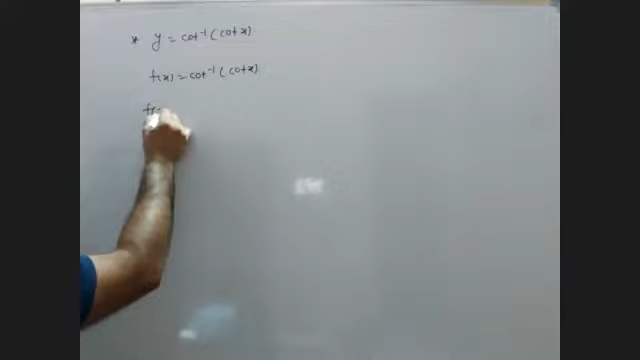 * y = cot⁻¹ (cot x)
f(x) = cot⁻¹ (cot x)
f(